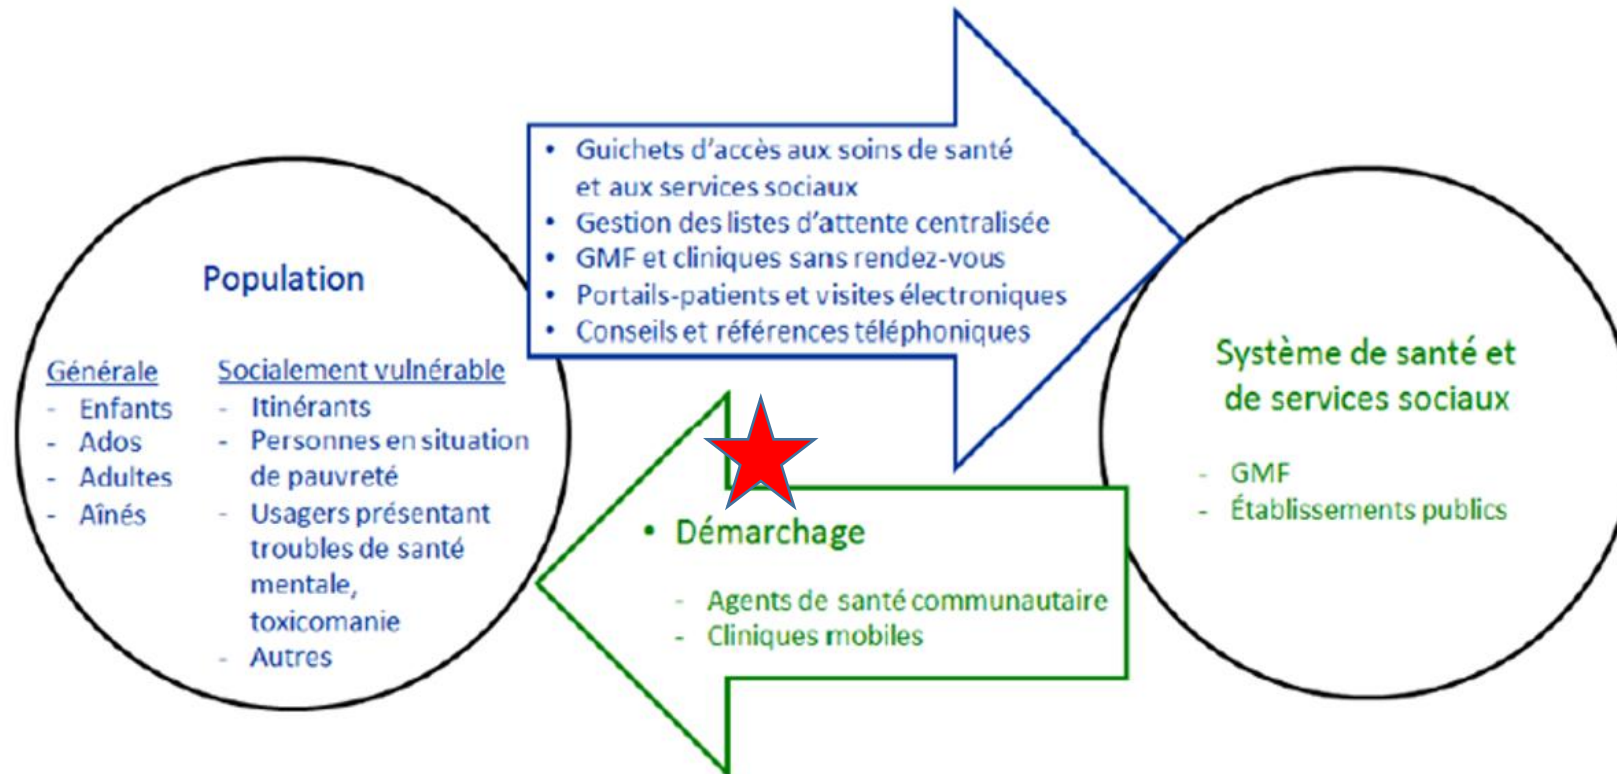 Population
Générale
- Enfants
- Ados
- Adultes
- Aînés
Socialement vulnérable
- Itinérants
- Personnes en situation
de pauvreté
- Usagers présentant
troubles de santé
mentale,
toxicomanie
- Autres
• Guichets d'accès aux soins de santé
et aux services sociaux
• Gestion des listes d'attente centralisée
• GMF et cliniques sans rendez-vous
• Portails-patients et visites électroniques
• Conseils et références téléphoniques
• Démarchage
- Agents de santé communautaire
- Cliniques mobiles
Système de santé et
de services sociaux
- GMF
- Établissements publics